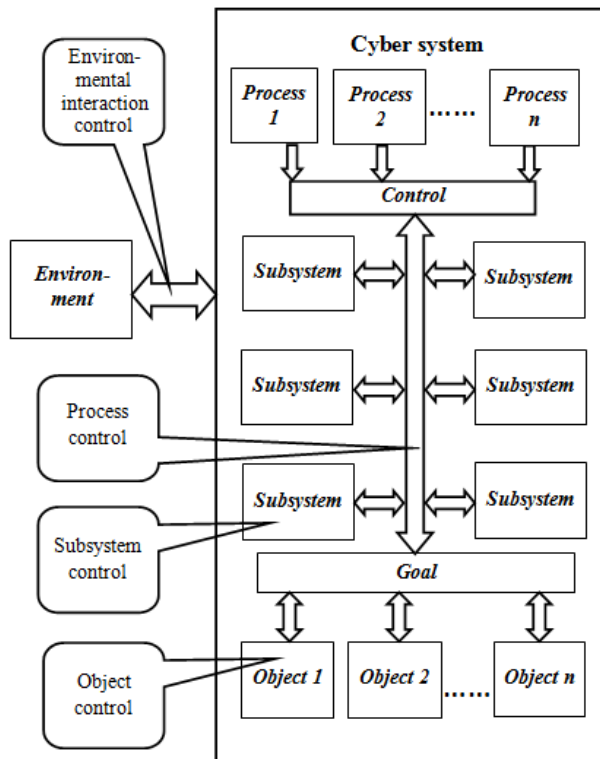 Environ-
mental
interaction
control
Cyber system
Process
1
Process
2
......
Process
n
Control
Environ-
ment
Subsystem
Subsystem
Subsystem
Subsystem
Process
control
Subsystem
Subsystem
Subsystem
control
Goal
Object
control
Object 1
Object 2
......
Object n